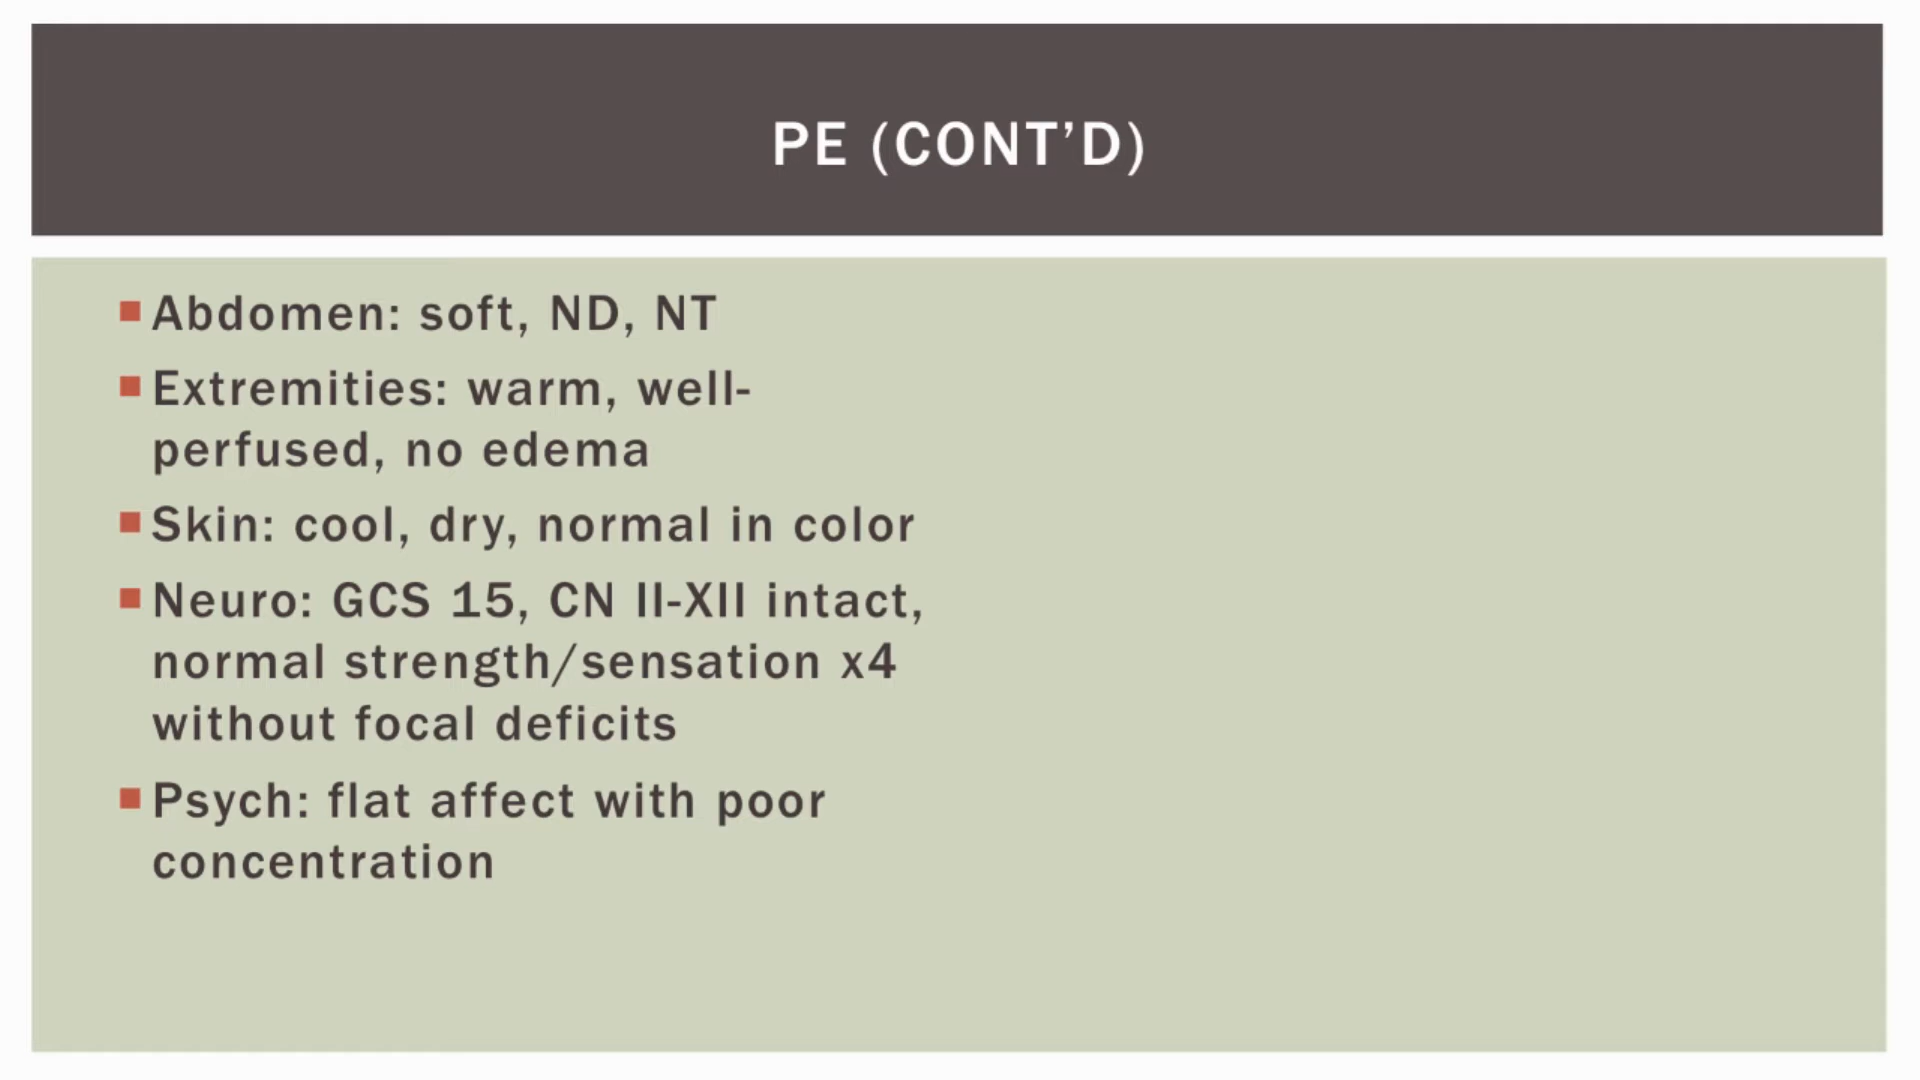 PE (CONT’D)
Abdomen: soft, ND, NT
Extremities: warm, well-
perfused, no edema
Skin: cool, dry, normal in color
Neuro: GCS 15, CN II-XII intact,
normal strength/sensation x4
without focal deficits
Psych: flat affect with poor
concentration